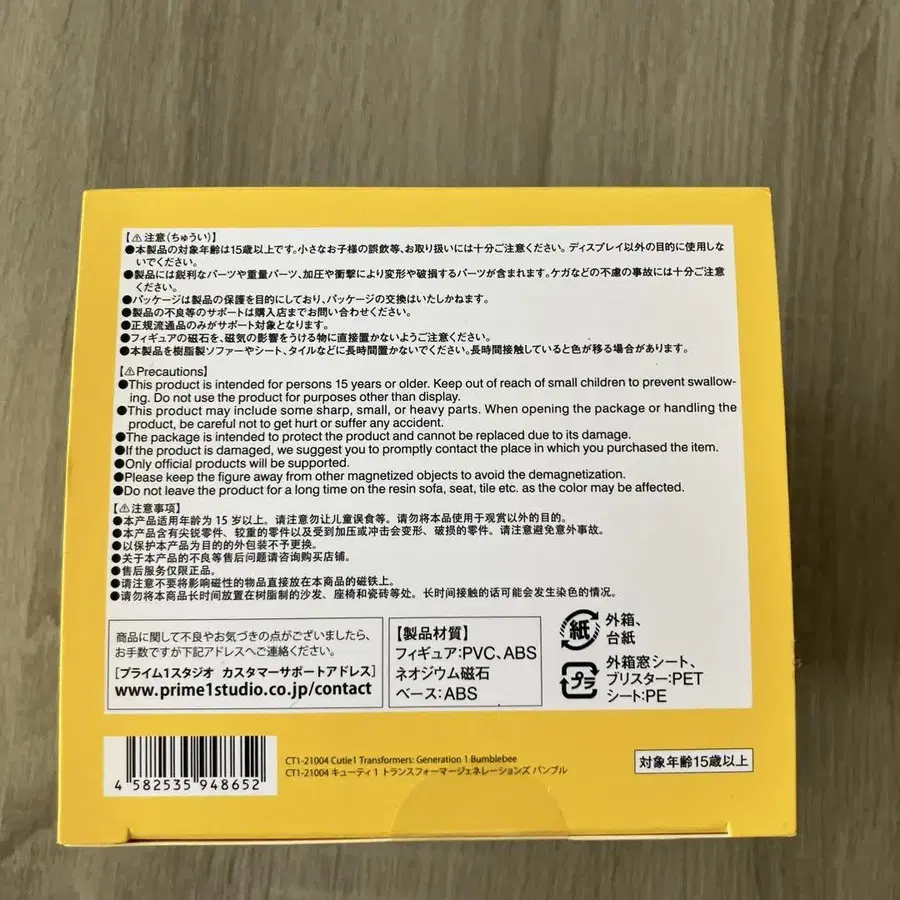 【⚠注意(ちゅうい)】
●本製品の対象年齢は15歳以上です。小さなお子様の誤飲等、お取り扱いには十分ご注意ください。ディスプレイ以外の目的に使用しな
いでください。
●製品には鋭利なパーツや重量パーツ、加圧や衝撃により変形や破損するパーツが含まれます。ケガなどの不慮の事故には十分ご注意
ください。
●パッケージは製品の保護を目的にしており、パッケージの交換はいたしかねます。
●製品の不良等のサポートは購入店までお問い合わせください。
●正規流通品のみがサポート対象となります。
●フィギュアの磁石を、磁気の影響をうける物に直接置かないようご注意ください。
●本製品を樹脂製ソファーやシート、タイルなどに長時間置かないでください。長時間接触していると色が移る場合があります。
【⚠Precautions】
●This product is intended for persons 15 years or older. Keep out of reach of small children to prevent swallow-
ing. Do not use the product for purposes other than display.
●This product may include some sharp, small, or heavy parts. When opening the package or handling the
product, be careful not to get hurt or suffer any accident.
●The package is intended to protect the product and cannot be replaced due to its damage.
●If the product is damaged, we suggest you to promptly contact the place in which you purchased the item.
●Only official products will be supported.
●Please keep the figure away from other magnetized objects to avoid the demagnetization.
●Do not leave the product for a long time on the resin sofa, seat, tile etc. as the color may be affected.
【⚠注意事项】
●本产品适用年龄为 15 岁以上。请注意勿让儿童误食等。请勿将本品使用于观赏以外的目的。
●本产品含有尖锐零件、较重的零件以及受到加压或冲击会变形、破损的零件。请注意避免意外事故。
●以保护本产品为目的的外包装不予更换。
●关于本产品的不良等售后问题请咨询购买店铺。
●售后服务仅限正品。
●请注意不要将影响磁性的物品直接放在本商品的磁铁上。
●请勿将本商品长时间放置在树脂制的沙发、座椅和瓷砖等处。长时间接触的话可能会发生染色的情况。
商品に関して不良やお気づきの点がございましたら、
お手数ですが下記アドレスへご連絡ください。
[プライム1スタジオ カスタマーサポートアドレス]
www.prime1studio.co.jp/contact
【製品材質】
フィギュア:PVC、ABS
ネオジウム磁石
ベース:ABS
紙
外箱、
台紙
プラ
外箱窓シート、
ブリスター:PET
シート:PE
4 582535 948652
CT1-21004 Cutie1 Transformers: Generation 1 Bumblebee
CT1-21004 キューティ1 トランスフォーマージェネレーションズ バンブル
対象年齢15歳以上